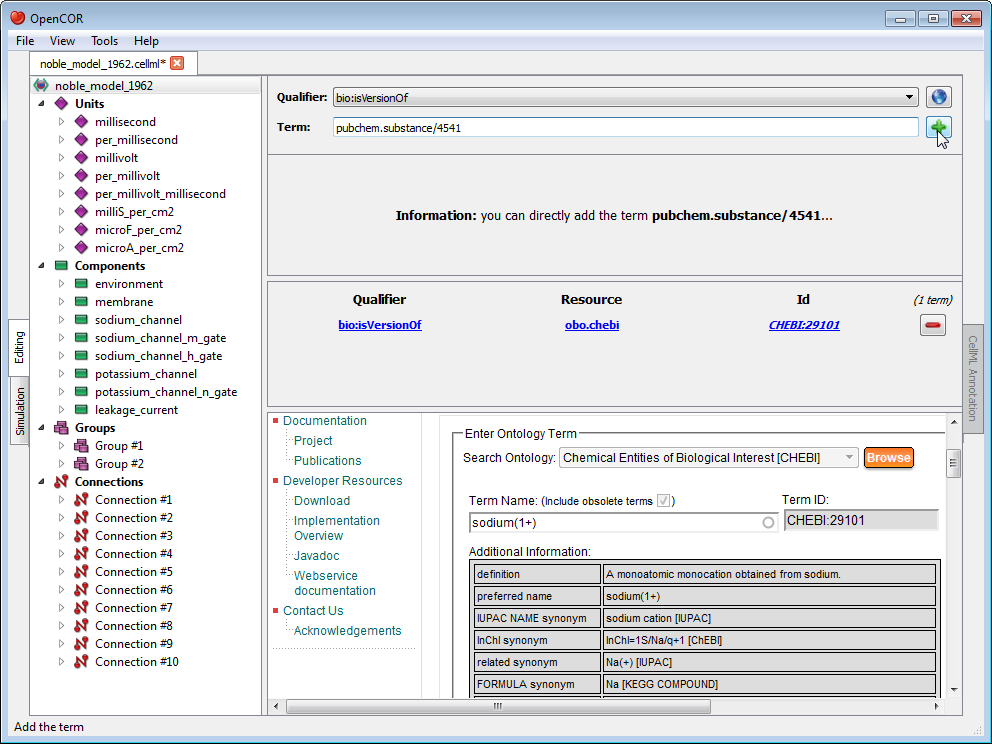 OpenCOR
File View Tools Help
noble_model_1962.cellml*
noble_model_1962
Units
millisecond
per_millisecond
millivolt
per_millivolt
per_millivolt_millisecond
milliS_per_cm2
microF_per_cm2
microA_per_cm2
Components
environment
membrane
sodium_channel
sodium_channel_m_gate
sodium_channel_h_gate
potassium_channel
potassium_channel_n_gate
leakage_current
Groups
Group #1
Group #2
Connections
Connection #1
Connection #2
Connection #3
Connection #4
Connection #5
Connection #6
Connection #7
Connection #8
Connection #9
Connection #10
Editing
Simulation
Qualifier: bio:isVersionOf
Term: pubchem.substance/4541
Information: you can directly add the term pubchem.substance/4541...
Qualifier Resource Id (1 term)
bio:isVersionOf obo.chebi CHEBI:29101
CellML Annotation
Documentation
Project
Publications
Developer Resources
Download
Implementation
Overview
Javadoc
Webservice
documentation
Contact Us
Acknowledgements
Enter Ontology Term
Search Ontology: Chemical Entities of Biological Interest [CHEBI] Browse
Term Name: (Include obsolete terms ) Term ID:
sodium(1+) CHEBI:29101
Additional Information:
definition A monoatomic monocation obtained from sodium.
preferred name sodium(1+)
IUPAC NAME synonym sodium cation [IUPAC]
InChI synonym InChI=1S/Na/q+1 [ChEBI]
related synonym Na(+) [IUPAC]
FORMULA synonym Na [KEGG COMPOUND]
Add the term